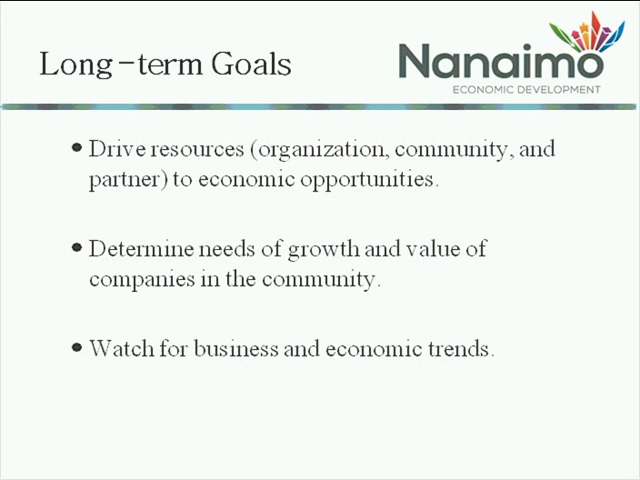 Long-term Goals
Nanaimo
ECONOMIC DEVELOPMENT
• Drive resources (organization, community, and
partner) to economic opportunities.
• Determine needs of growth and value of
companies in the community.
• Watch for business and economic trends.